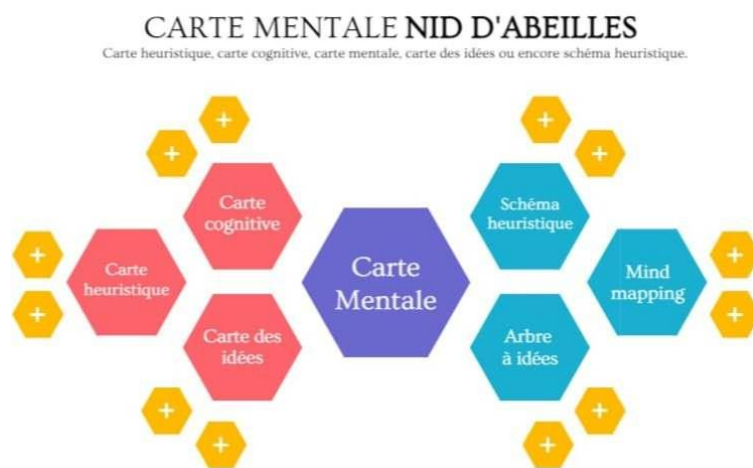 CARTE MENTALE NID D'ABEILLES
Carte heuristique, carte cognitive, carte mentale, carte des idées ou encore schéma heuristique.
+
+
+
+
Carte
cognitive
Schéma
heuristique
+
+
Carte
heuristique
Carte
Mentale
Mind
mapping
+
+
Carte des
idées
Arbre
à idées
+
+
+
+